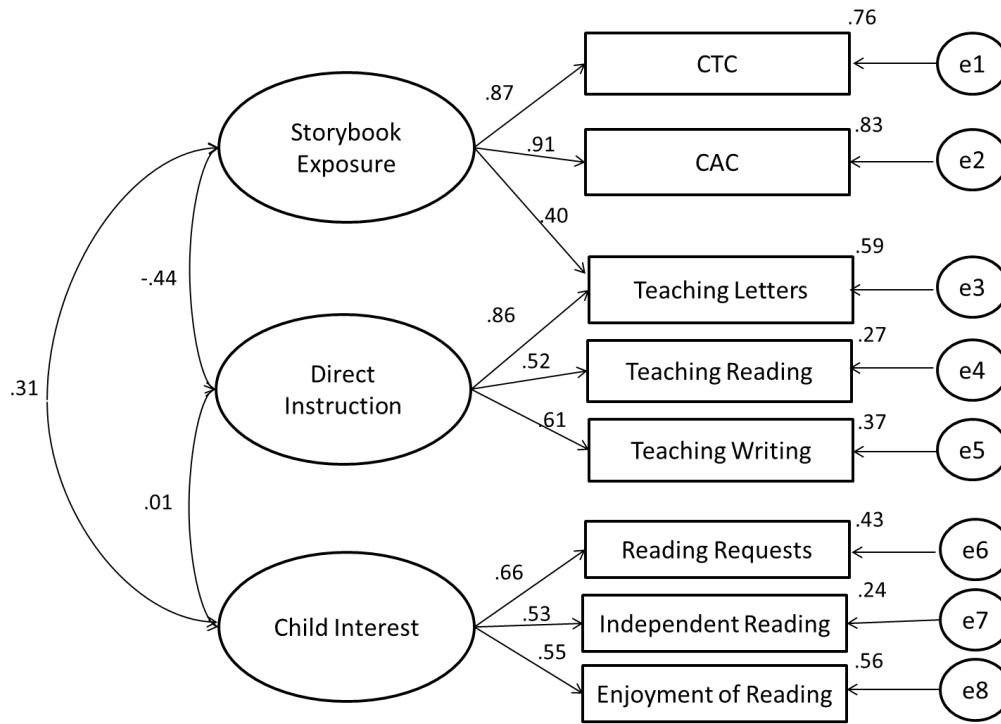 .76
CTC
e1
.87
Storybook
Exposure
.83
.91
CAC
e2
.40
.59
-.44
Teaching Letters
e3
.86
.27
.31
Direct
Instruction
.52
Teaching Reading
e4
.61
.37
Teaching Writing
e5
.01
.43
Reading Requests
e6
.66
.24
Child Interest
.53
Independent Reading
e7
.55
.56
Enjoyment of Reading
e8